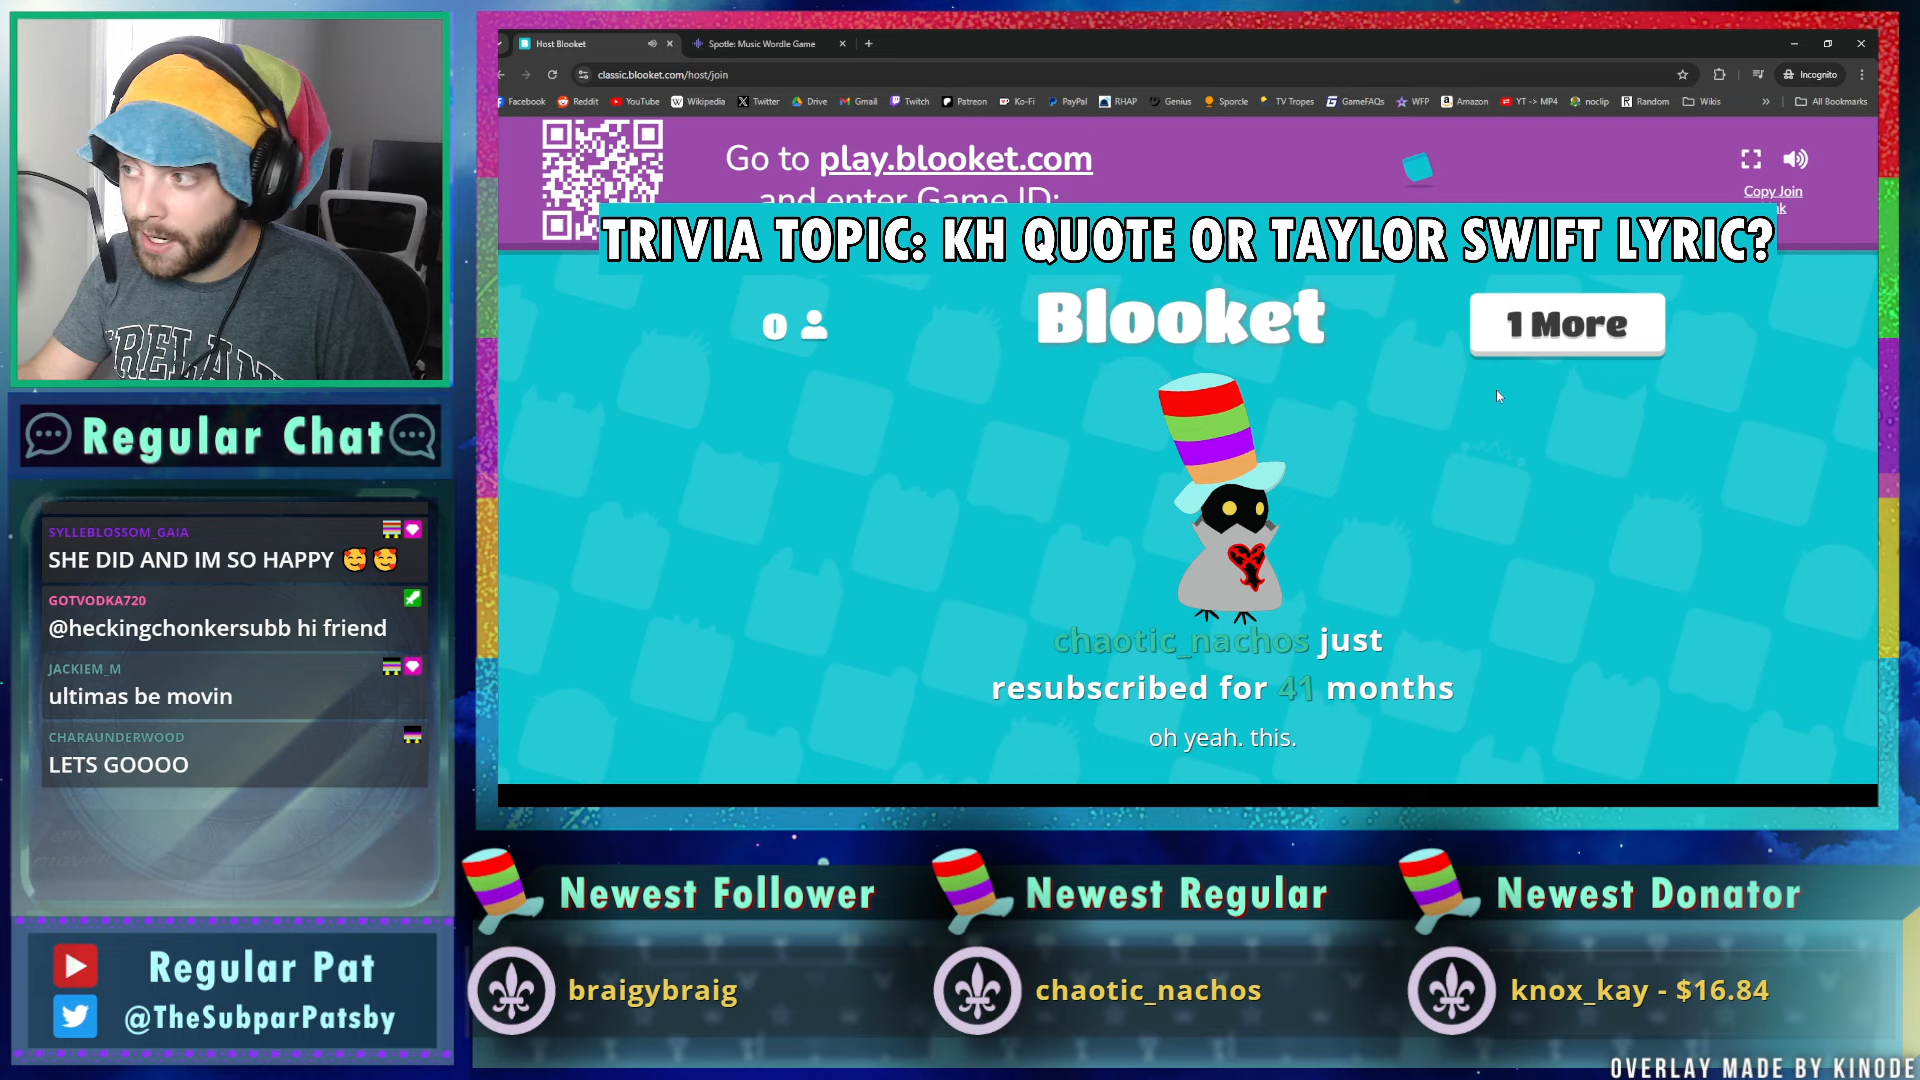 Host Blooket
Spotle: Music Wordle Game
classic.blooket.com/host/join
Incognito
Facebook
Reddit
YouTube
Wikipedia
Twitter
Drive
Gmail
Twitch
Patreon
Ko-Fi
PayPal
RHAP
Genius
Sporcle
TV Tropes
GameFAQs
WFP
Amazon
YT -> MP4
noclip
Random
Wikis
All Bookmarks
Go to play.blooket.com
and enter Game ID:
Copy Join
TRIVIA TOPIC: KH QUOTE OR TAYLOR SWIFT LYRIC?
0
Blooket
1 More
chaotic_nachos just
resubscribed for 41 months
oh yeah. this.
IRELAND
Regular Chat
SYLLEBLOSSOM_GAIA
SHE DID AND IM SO HAPPY 🥰 🥰
GOTVODKA720
@heckingchonkersubb hi friend
JACKIEM_M
ultimas be movin
CHARAUNDERWOOD
LETS GOOOO
Regular Pat
@TheSubparPatsby
Newest Follower
braigybraig
Newest Regular
chaotic_nachos
Newest Donator
knox_kay - $16.84
OVERLAY MADE BY KINODE